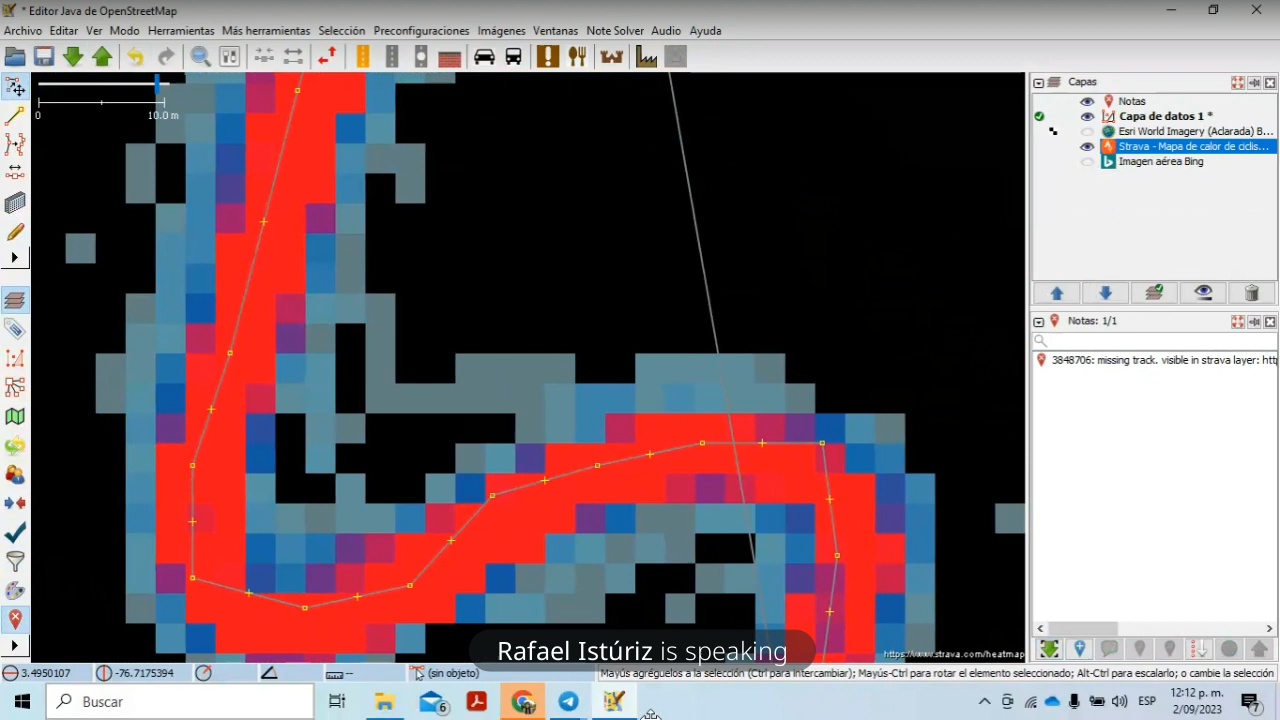 * Editor Java de OpenStreetMap
Archivo Editar Ver Modo Herramientas Más herramientas Selección Preconfiguraciones Imágenes Ventanas Note Solver Audio Ayuda
0 10.0 m
Capas
Notas
Capa de datos 1 *
Esri World Imagery (Aclarada) B...
Strava - Mapa de calor de ciclis...
Imagen aérea Bing
Notas: 1/1
3848706: missing track. visible in strava layer: htt
Rafael Istúriz is speaking
https://www.strava.com/heatmap
3.4950107 -76.7175394 -- (sin objeto) Mayús agréguelos a la selección (Ctrl para intercambiar); Mayús-Ctrl para rotar el elemento seleccionado; Alt-Ctrl para escalarlo; o cambie la selección
Buscar
6
ESP
12:12 p. m.
2/09/2023
7